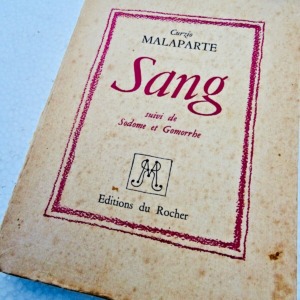 Curzio
MALAPARTE
Sang
suivi de
Sodome et Gomorrhe
Editions du Rocher